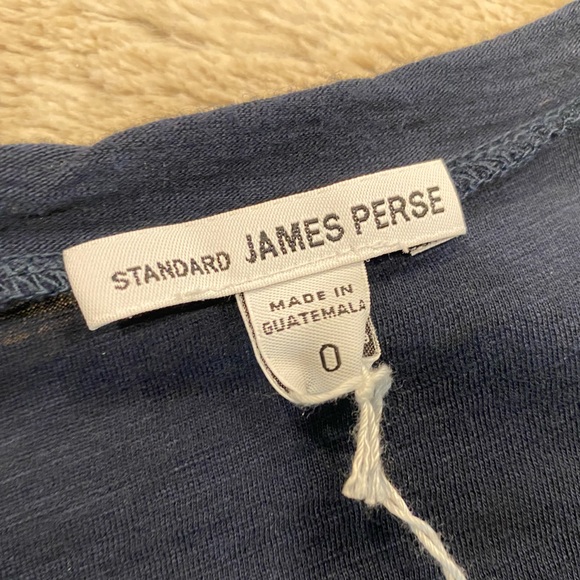 STANDARD JAMES PERSE
MADE IN
GUATEMALA
0